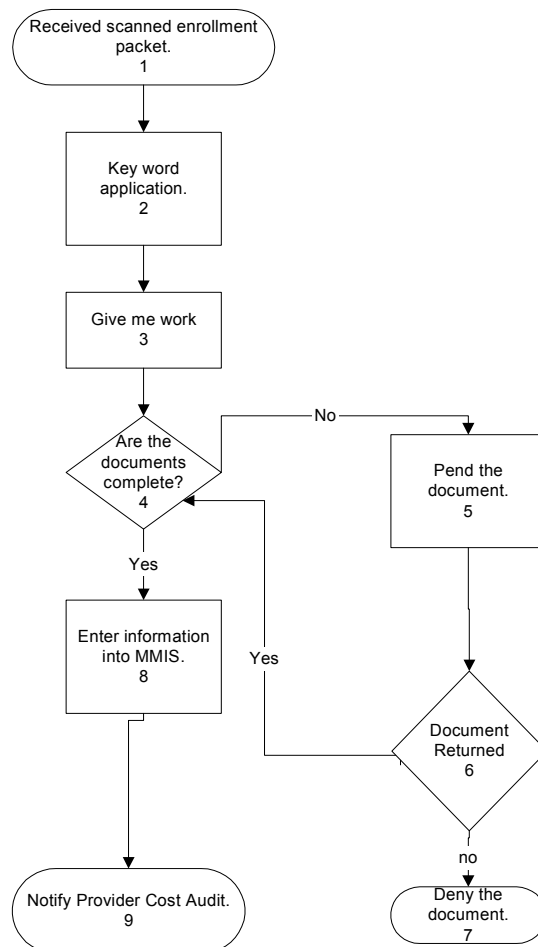 Received scanned enrollment
packet.
1
Key word
application.
2
Give me work
3
Are the
documents
complete?
4
No
Pend the
document.
5
Yes
Enter information
into MMIS.
8
Yes
Document
Returned
6
no
Deny the
document.
7
Notify Provider Cost Audit.
9